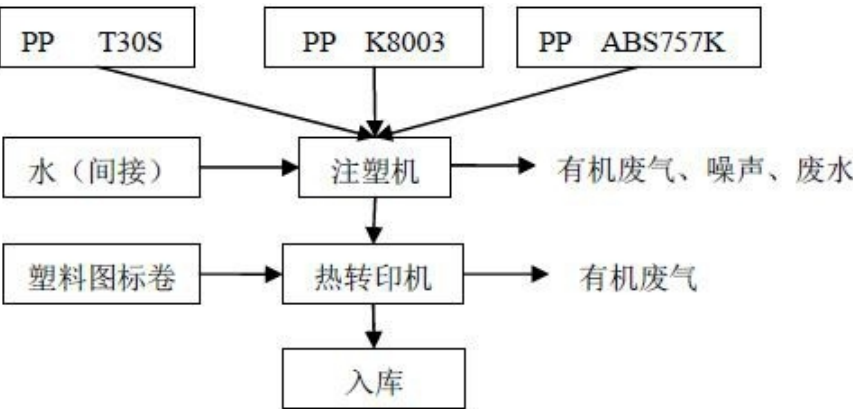 PP T30S
PP K8003
PP ABS757K
水（间接）
注塑机
有机废气、噪声、废水
塑料图标卷
热转印机
有机废气
入库